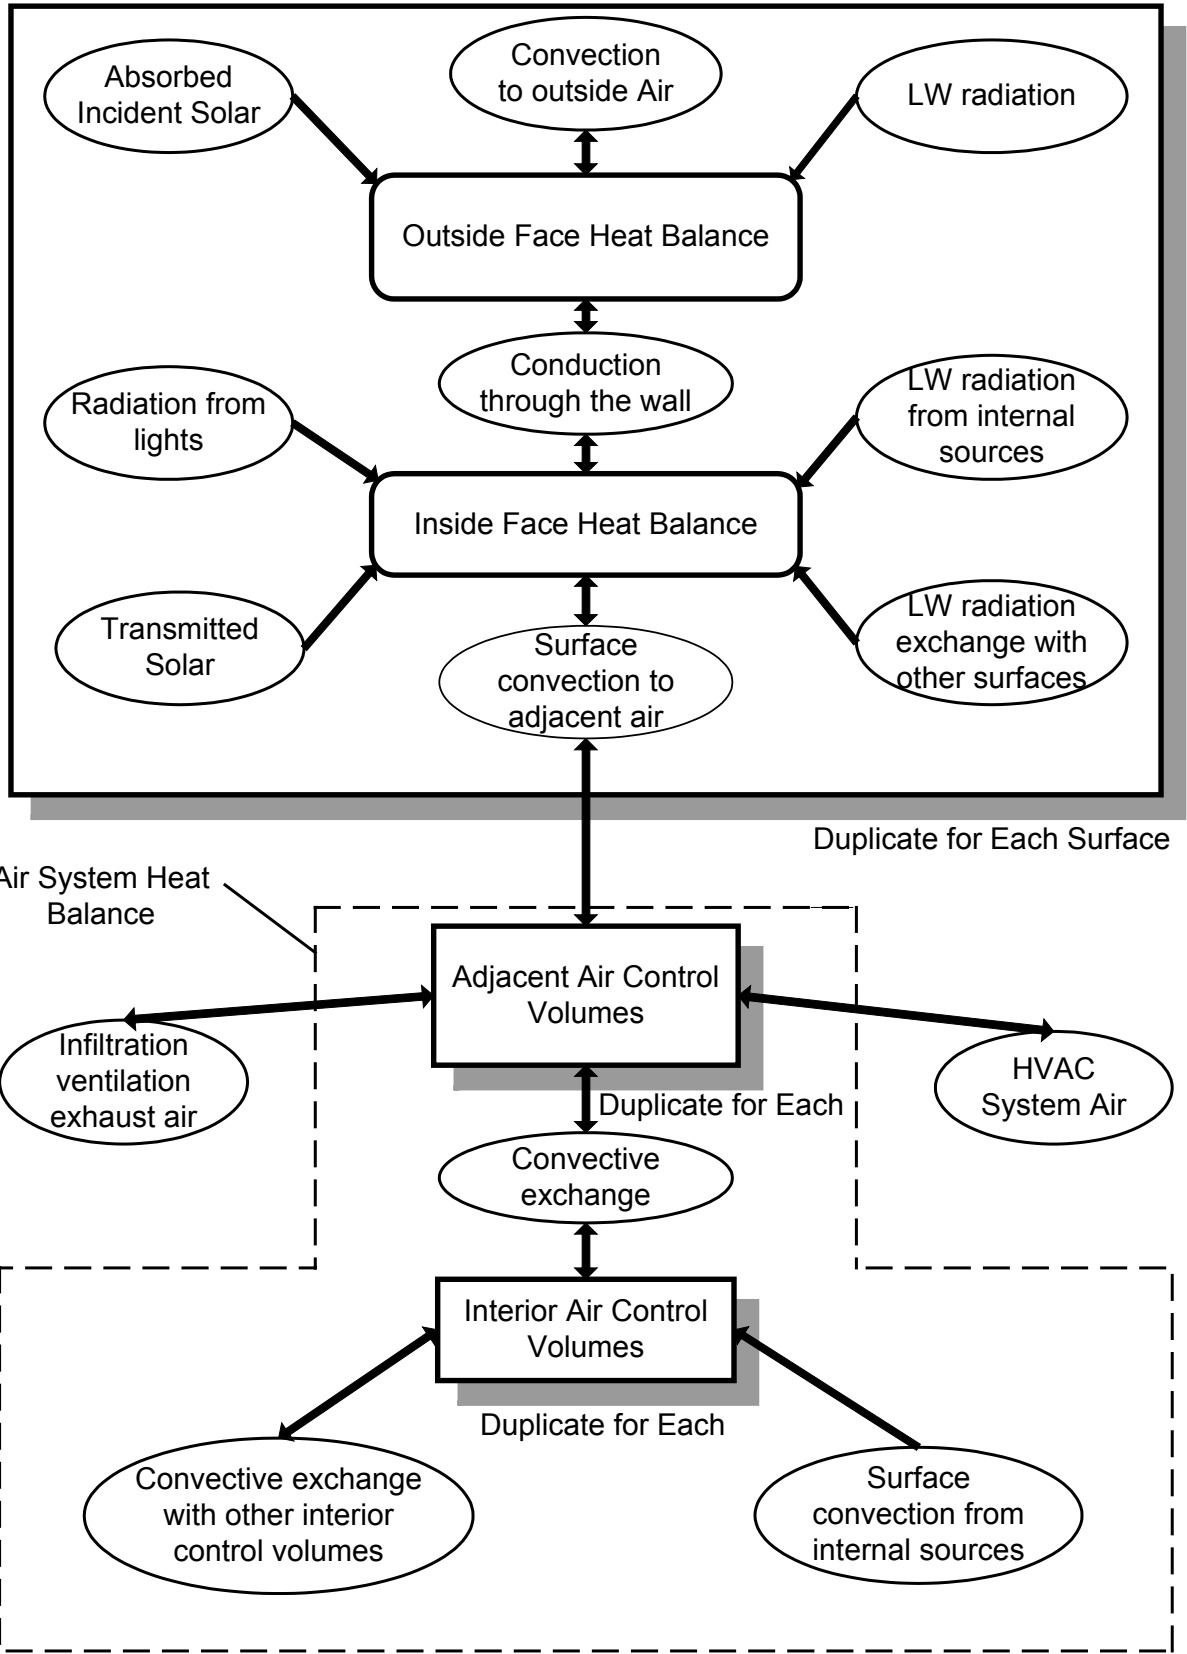 Absorbed
Incident Solar
Convection
to outside Air
LW radiation
Outside Face Heat Balance
Conduction
through the wall
Radiation from
lights
LW radiation
from internal
sources
Inside Face Heat Balance
Transmitted
Solar
Surface
convection to
adjacent air
LW radiation
exchange with
other surfaces
Duplicate for Each Surface
Air System Heat
Balance
Adjacent Air Control
Volumes
Infiltration
ventilation
exhaust air
HVAC
System Air
Duplicate for Each
Convective
exchange
Interior Air Control
Volumes
Duplicate for Each
Convective exchange
with other interior
control volumes
Surface
convection from
internal sources